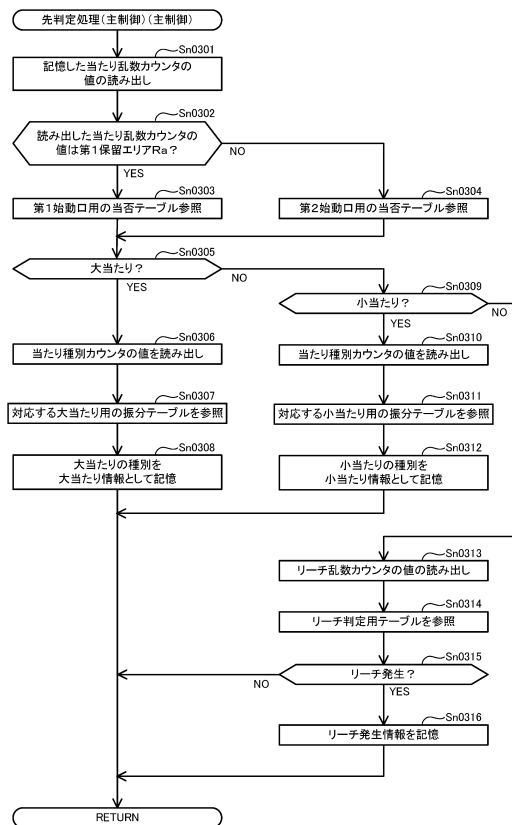 先判定処理(主制御)(主制御)
Sn0301
記憶した当たり乱数カウンタの
値の読み出し
Sn0302
読み出した当たり乱数カウンタの
値は第1保留エリアRa?
NO
YES
Sn0303
第1始動口用の当否テーブル参照
Sn0304
第2始動口用の当否テーブル参照
Sn0305
大当たり?
NO
YES
Sn0309
小当たり?
NO
YES
Sn0306
当たり種別カウンタの値を読み出し
Sn0310
当たり種別カウンタの値を読み出し
Sn0307
対応する大当たり用の振分テーブルを参照
Sn0311
対応する小当たり用の振分テーブルを参照
Sn0308
大当たりの種別を
大当たり情報として記憶
Sn0312
小当たりの種別を
小当たり情報として記憶
Sn0313
リーチ乱数カウンタの値の読み出し
Sn0314
リーチ判定用テーブルを参照
Sn0315
リーチ発生?
NO
YES
Sn0316
リーチ発生情報を記憶
RETURN